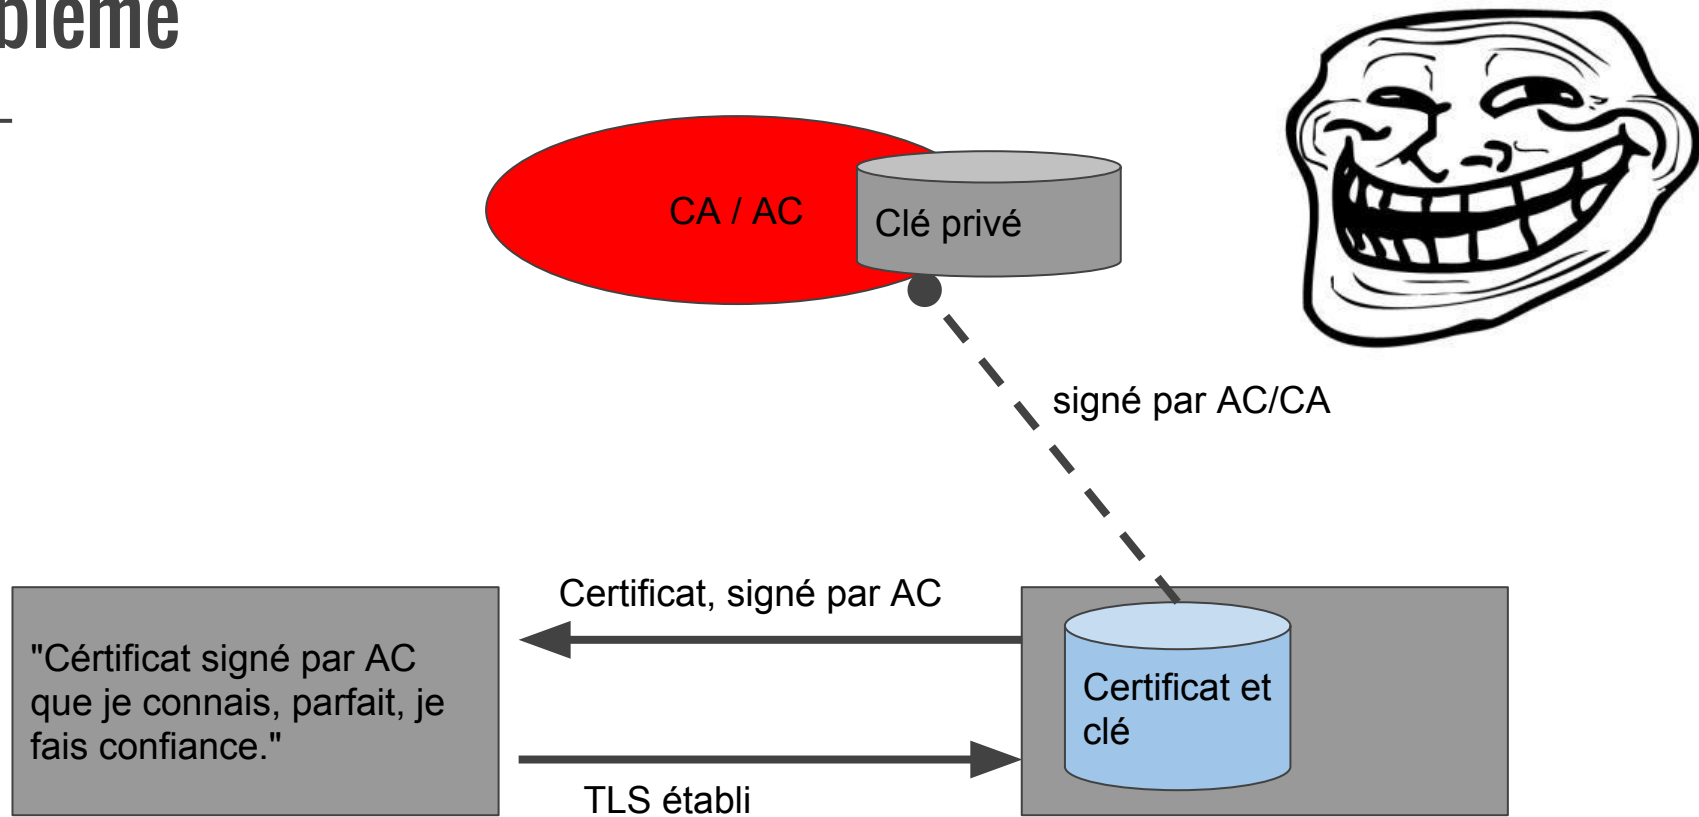 blème
CA / AC
Clé privé
signé par AC/CA
Certificat, signé par AC
"Cértificat signé par AC
que je connais, parfait, je
fais confiance."
Certificat et
clé
TLS établi